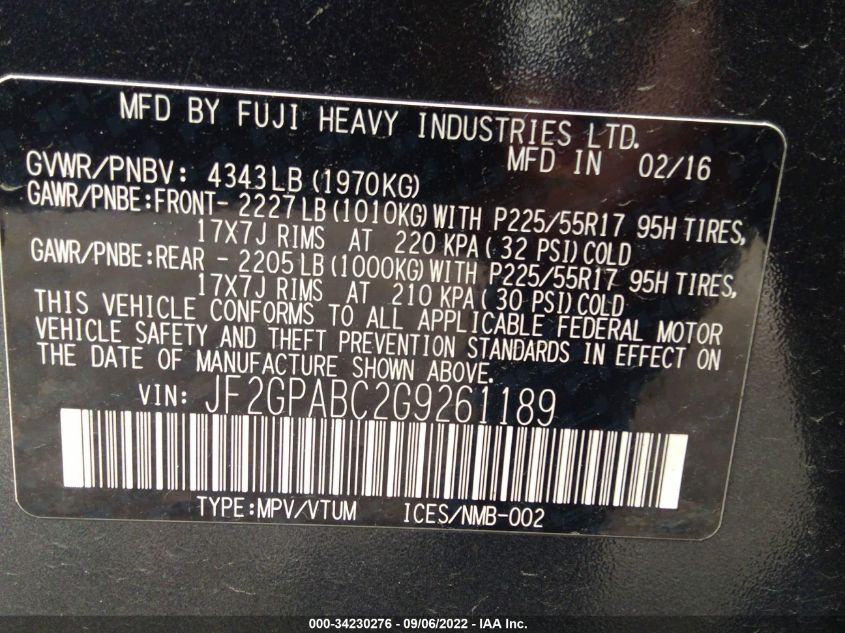 MFD BY FUJI HEAVY INDUSTRIES LTD.
MFD IN 02/16
GVWR/PNBV: 4343LB (1970KG)
GAWR/PNBE:FRONT- 2227 LB (1010KG) WITH P225/55R17 95H TIRES,
17X7J RIMS AT 220 KPA ( 32 PSI) COLD
GAWR/PNBE:REAR - 2205 LB (1000KG) WITH P225/55R17 95H TIRES,
17X7J RIMS AT 210 KPA ( 30 PSI) COLD
THIS VEHICLE CONFORMS TO ALL APPLICABLE FEDERAL MOTOR
VEHICLE SAFETY AND THEFT PREVENTION STANDARDS IN EFFECT ON
THE DATE OF MANUFACTURE SHOWN ABOVE.
VIN: JF2GPABC2G9261189
TYPE:MPV/VTUM ICES/NMB-002
000-34230276 - 09/06/2022 - IAA Inc.